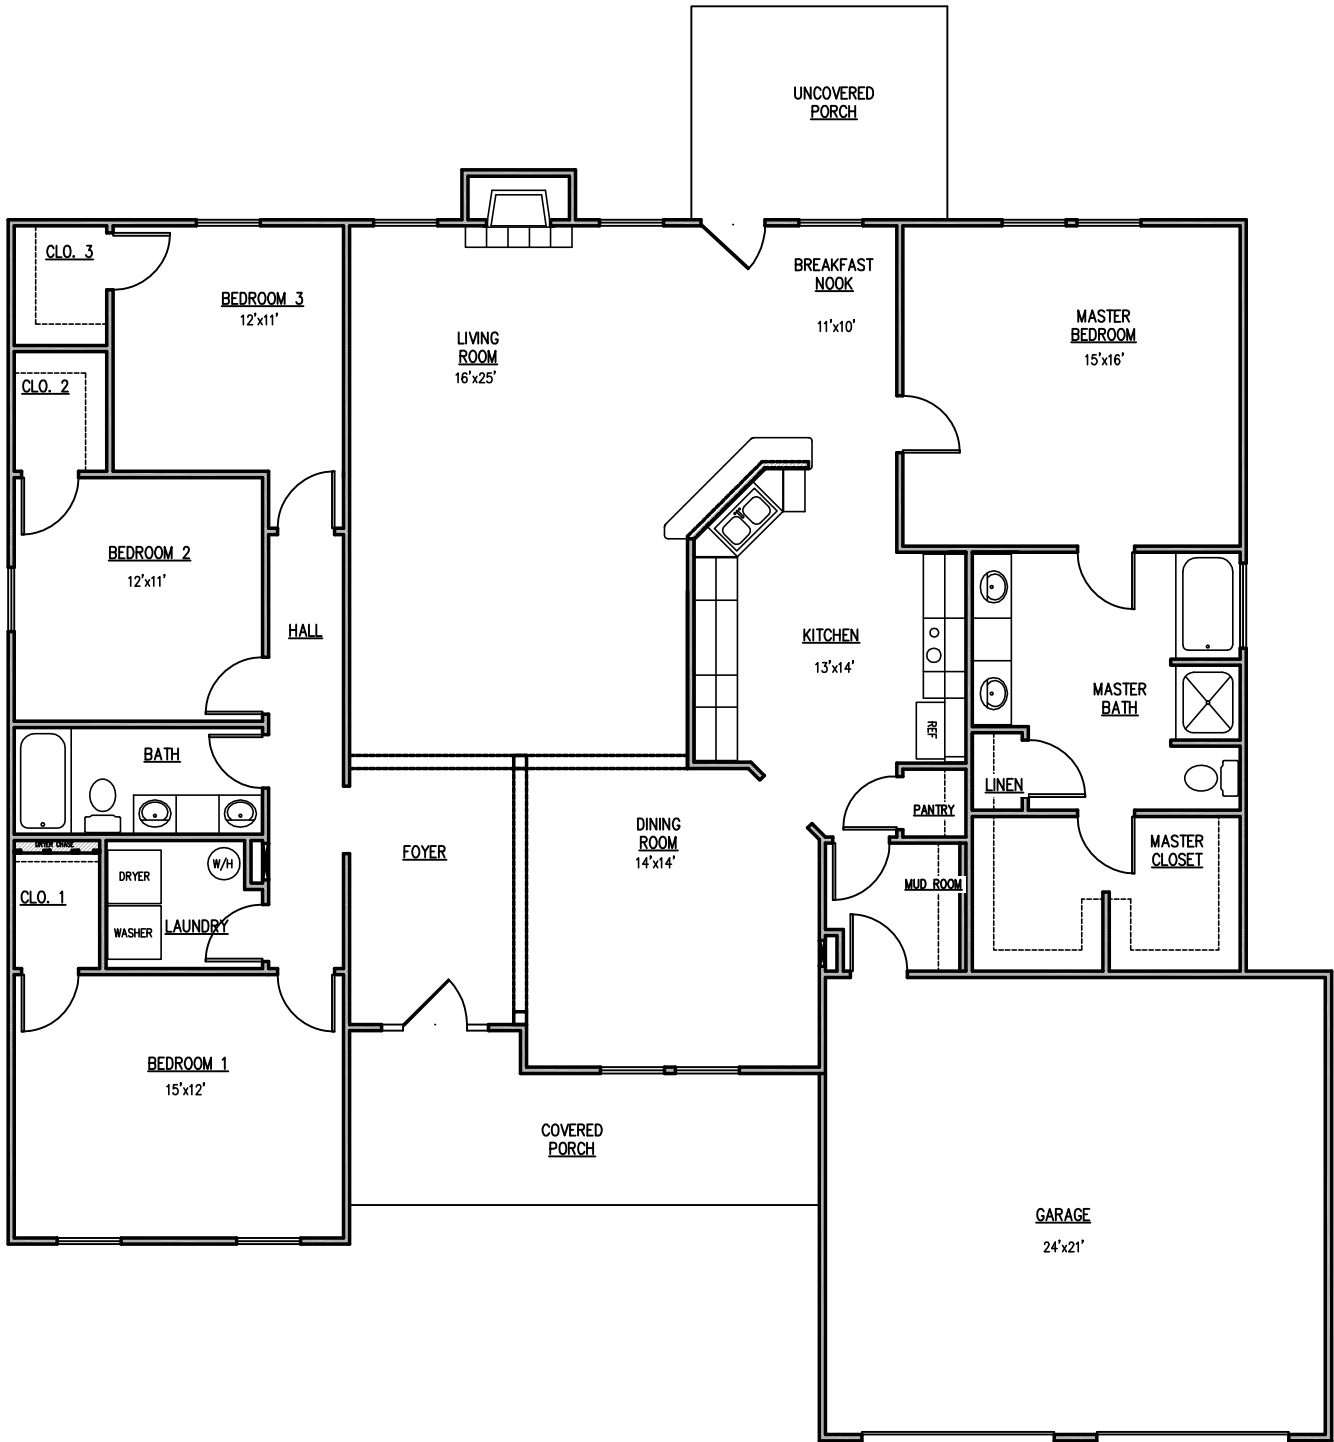 UNCOVERED
PORCH
CLO. 3
BEDROOM 3
12'x11'
BREAKFAST
NOOK
11'x10'
LIVING
ROOM
16'x25'
MASTER
BEDROOM
15'x16'
CLO. 2
BEDROOM 2
12'x11'
HALL
KITCHEN
13'x14'
MASTER
BATH
REF
BATH
LINEN
PANTRY
DINING
ROOM
14'x14'
FOYER
MASTER
CLOSET
DRYER CHASE
W/H
DRYER
CLO. 1
MUD ROOM
WASHER
LAUNDRY
BEDROOM 1
15'x12'
COVERED
PORCH
GARAGE
24'x21'